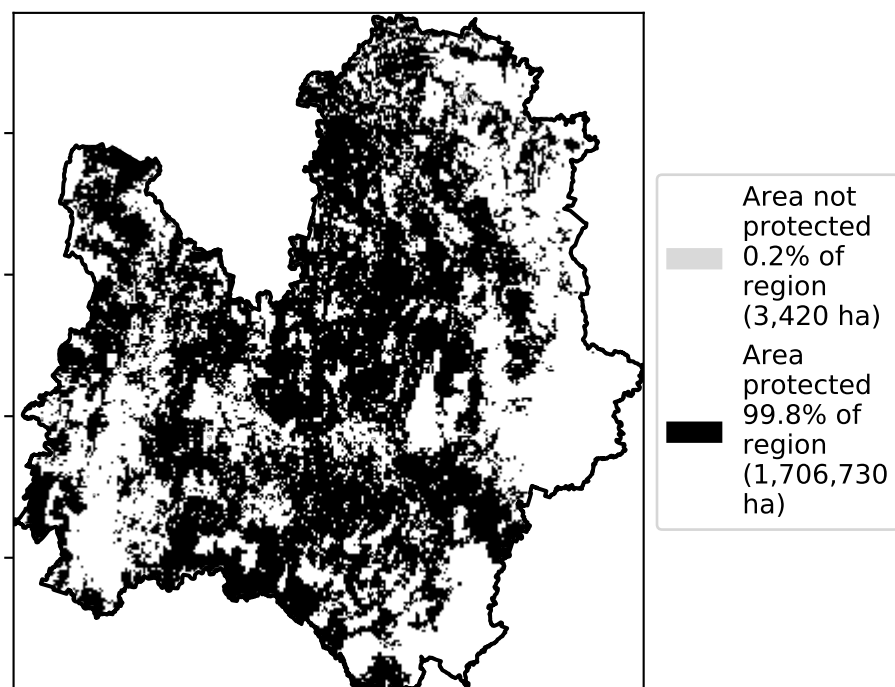 Area not
protected
0.2% of
region
(3,420 ha)
Area
protected
99.8% of
region
(1,706,730
ha)